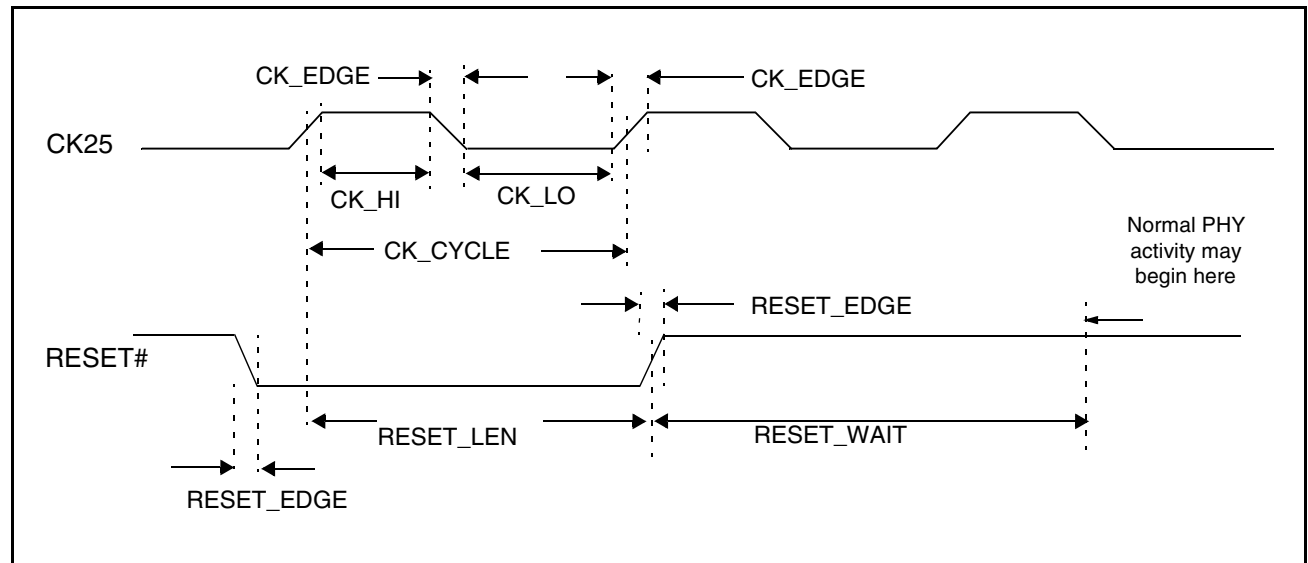 CK_EDGE
CK_EDGE
CK25
CK_HI
CK_LO
CK_CYCLE
Normal PHY
activity may
begin here
RESET_EDGE
RESET#
RESET_LEN
RESET_WAIT
RESET_EDGE